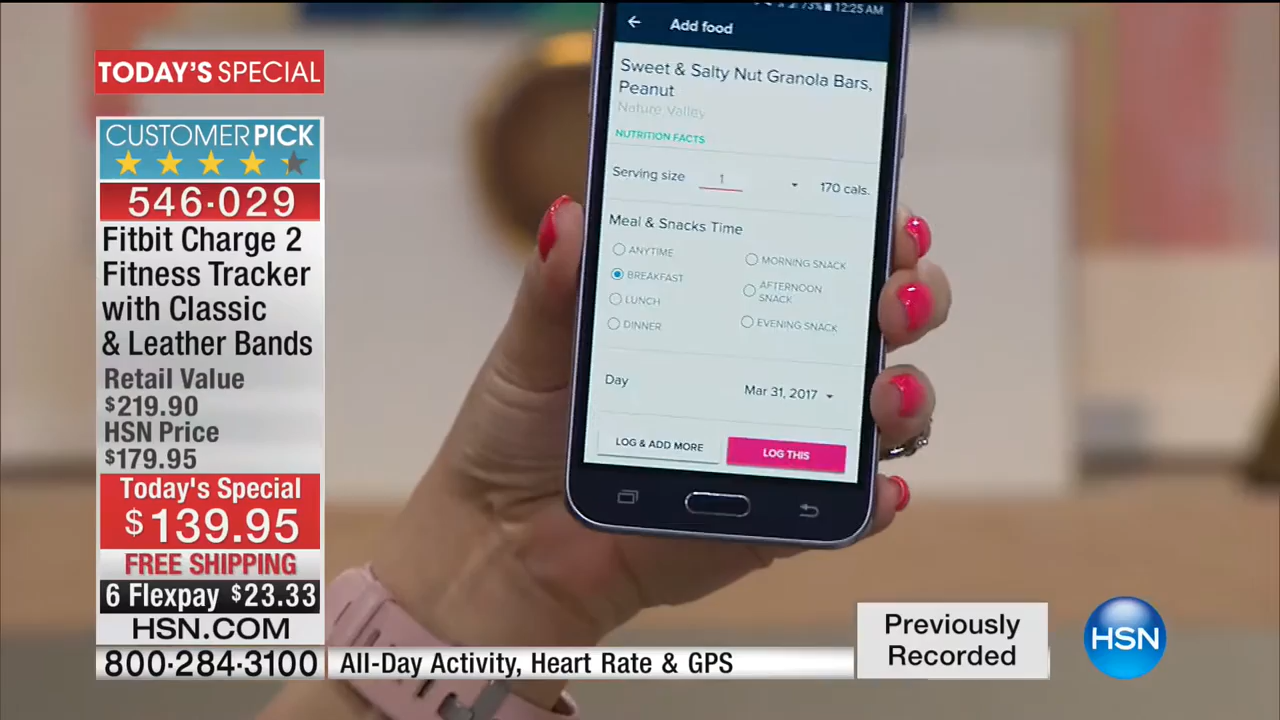 TODAY'S SPECIAL
CUSTOMER PICK
546·029
Fitbit Charge 2
Fitness Tracker
with Classic
& Leather Bands
Retail Value
$219.90
HSN Price
$179.95
Today's Special
$139.95
FREE SHIPPING
6 Flexpay $23.33
HSN.COM
800·284·3100
All-Day Activity, Heart Rate & GPS
73% 12:25 AM
Add food
Sweet & Salty Nut Granola Bars,
Peanut
Nature Valley
NUTRITION FACTS
Serving size 1 170 cals.
Meal & Snacks Time
ANYTIME MORNING SNACK
BREAKFAST AFTERNOON
SNACK
LUNCH
DINNER EVENING SNACK
Day Mar 31, 2017
LOG & ADD MORE LOG THIS
Previously
Recorded
HSN